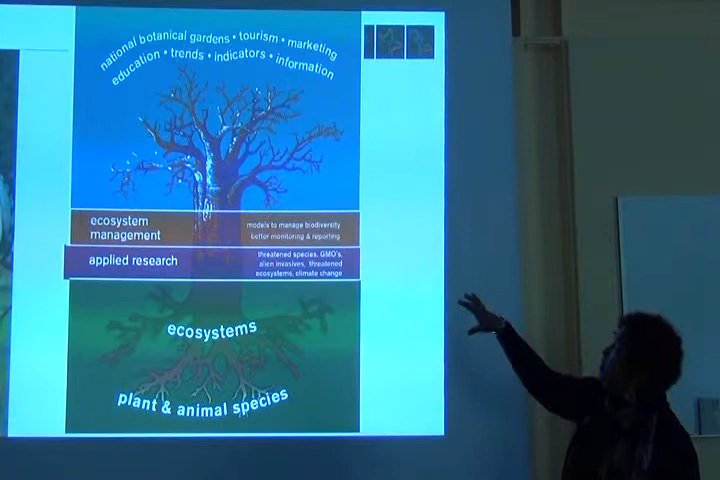 national botanical gardens • tourism • marketing
education • trends • indicators • information
ecosystem
management
models to manage biodiversity
better monitoring & reporting
applied research
threatened species, GMO's,
alien invasives, threatened
ecosystems, climate change
ecosystems
plant & animal species